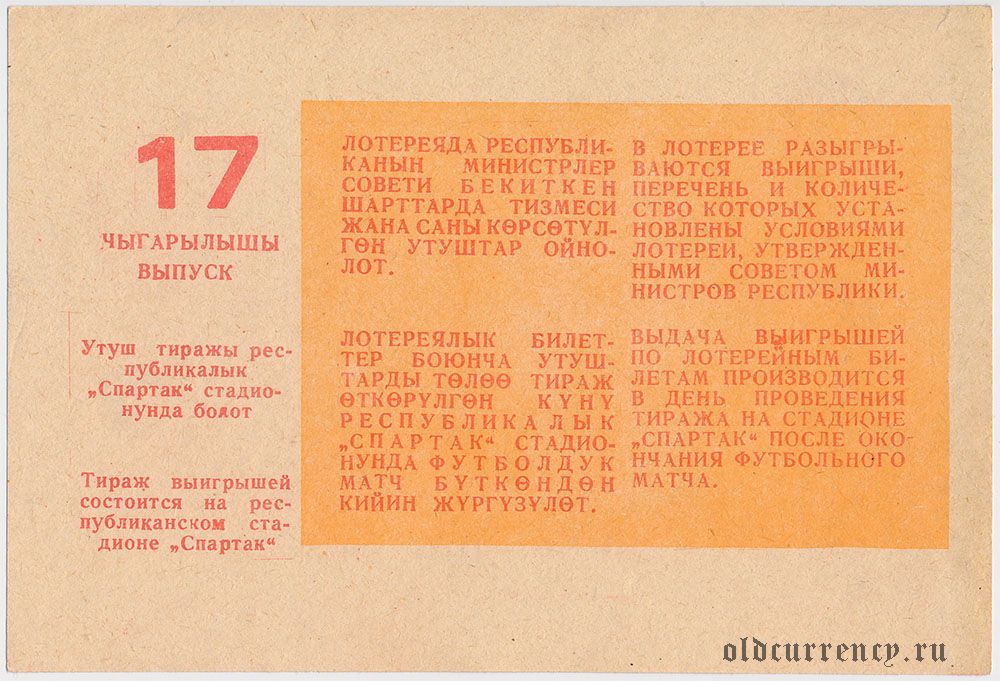 17
ЧЫГАРЫЛЫШЫ
ВЫПУСК
Утуш тиражы рес-
публикалык
„Спартак“ стадио-
нунда болот
Тираж выигрышей
состоится на рес-
публиканском ста-
дионе „Спартак“
ЛОТЕРЕЯДА РЕСПУБЛИ-
КАНЫН МИНИСТРЛЕР
СОВЕТИ БЕКИТКЕН
ШАРТТАРДА ТИЗМЕСИ
ЖАНА САНЫ КӨРСӨТҮЛ-
ГӨН УТУШТАР ОЙНО-
ЛОТ.
ЛОТЕРЕЯЛЫК БИЛЕТ-
ТЕР БОЮНЧА УТУШ-
ТАРДЫ ТӨЛӨӨ ТИРАЖ
ӨТКӨРҮЛГӨН КҮНҮ
РЕСПУБЛИКАЛЫК
„СПАРТАК“ СТАДИО-
НУНДА ФУТБОЛДУК
МАТЧ БҮТКӨНДӨН
КИЙИН ЖҮРГҮЗҮЛӨТ.
В ЛОТЕРЕЕ РАЗЫГРЫ-
ВАЮТСЯ ВЫИГРЫШИ,
ПЕРЕЧЕНЬ И КОЛИЧЕ-
СТВО КОТОРЫХ УСТА-
НОВЛЕНЫ УСЛОВИЯМИ
ЛОТЕРЕИ, УТВЕРЖДЕН-
НЫМИ СОВЕТОМ МИ-
НИСТРОВ РЕСПУБЛИКИ.
ВЫДАЧА ВЫИГРЫШЕЙ
ПО ЛОТЕРЕЙНЫМ БИ-
ЛЕТАМ ПРОИЗВОДИТСЯ
В ДЕНЬ ПРОВЕДЕНИЯ
ТИРАЖА НА СТАДИОНЕ
„СПАРТАК“ ПОСЛЕ ОКО-
НЧАНИЯ ФУТБОЛЬНОГО
МАТЧА.
oldcurrency.ru